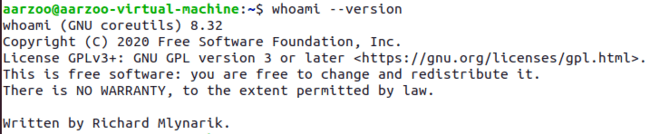 aarzoo@aarzoo-virtual-machine:~$ whoami --version
whoami (GNU coreutils) 8.32
Copyright (C) 2020 Free Software Foundation, Inc.
License GPLv3+: GNU GPL version 3 or later <https://gnu.org/licenses/gpl.html>.
This is free software: you are free to change and redistribute it.
There is NO WARRANTY, to the extent permitted by law.

Written by Richard Mlynarik.